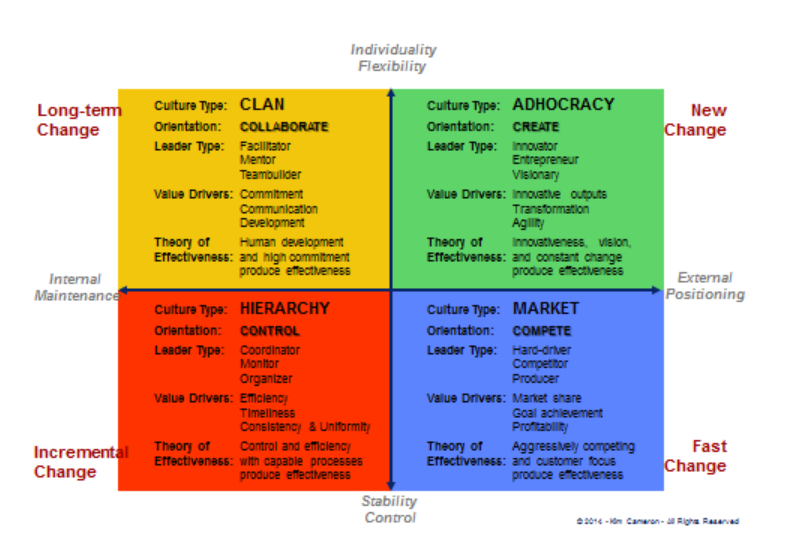 Individuality
Flexibility
Long-term
Change
New
Change
Culture Type: CLAN
Orientation: COLLABORATE
Leader Type: Facilitator
Mentor
Teambuilder
Value Drivers: Commitment
Communication
Development
Theory of Human development
Effectiveness: and high commitment
produce effectiveness
Culture Type: ADHOCRACY
Orientation: CREATE
Leader Type: Innovator
Entrepreneur
Visionary
Value Drivers: Innovative outputs
Transformation
Agility
Theory of Innovativeness, vision,
Effectiveness: and constant change
produce effectiveness
Internal
Maintenance
External
Positioning
Culture Type: HIERARCHY
Orientation: CONTROL
Leader Type: Coordinator
Monitor
Organizer
Value Drivers: Efficiency
Timeliness
Consistency & Uniformity
Theory of Control and efficiency
Effectiveness: with capable processes
produce effectiveness
Culture Type: MARKET
Orientation: COMPETE
Leader Type: Hard-driver
Competitor
Producer
Value Drivers: Market share
Goal achievement
Profitability
Theory of Aggressively competing
Effectiveness: and customer focus
produce effectiveness
Incremental
Change
Fast
Change
Stability
Control
© 2014 - Kim Cameron - All Rights Reserved